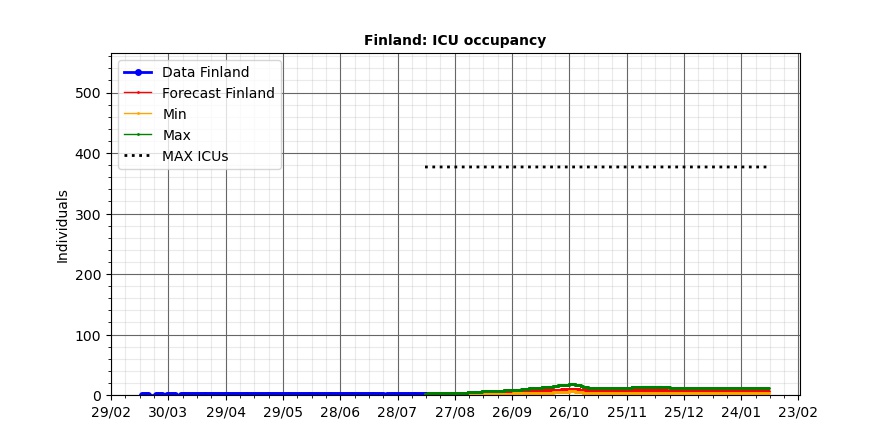 Finland: ICU occupancy
Data Finland
Forecast Finland
Min
Max
MAX ICUs
Individuals
500
400
300
200
100
0
29/02 30/03 29/04 29/05 28/06 28/07 27/08 26/09 26/10 25/11 25/12 24/01 23/02